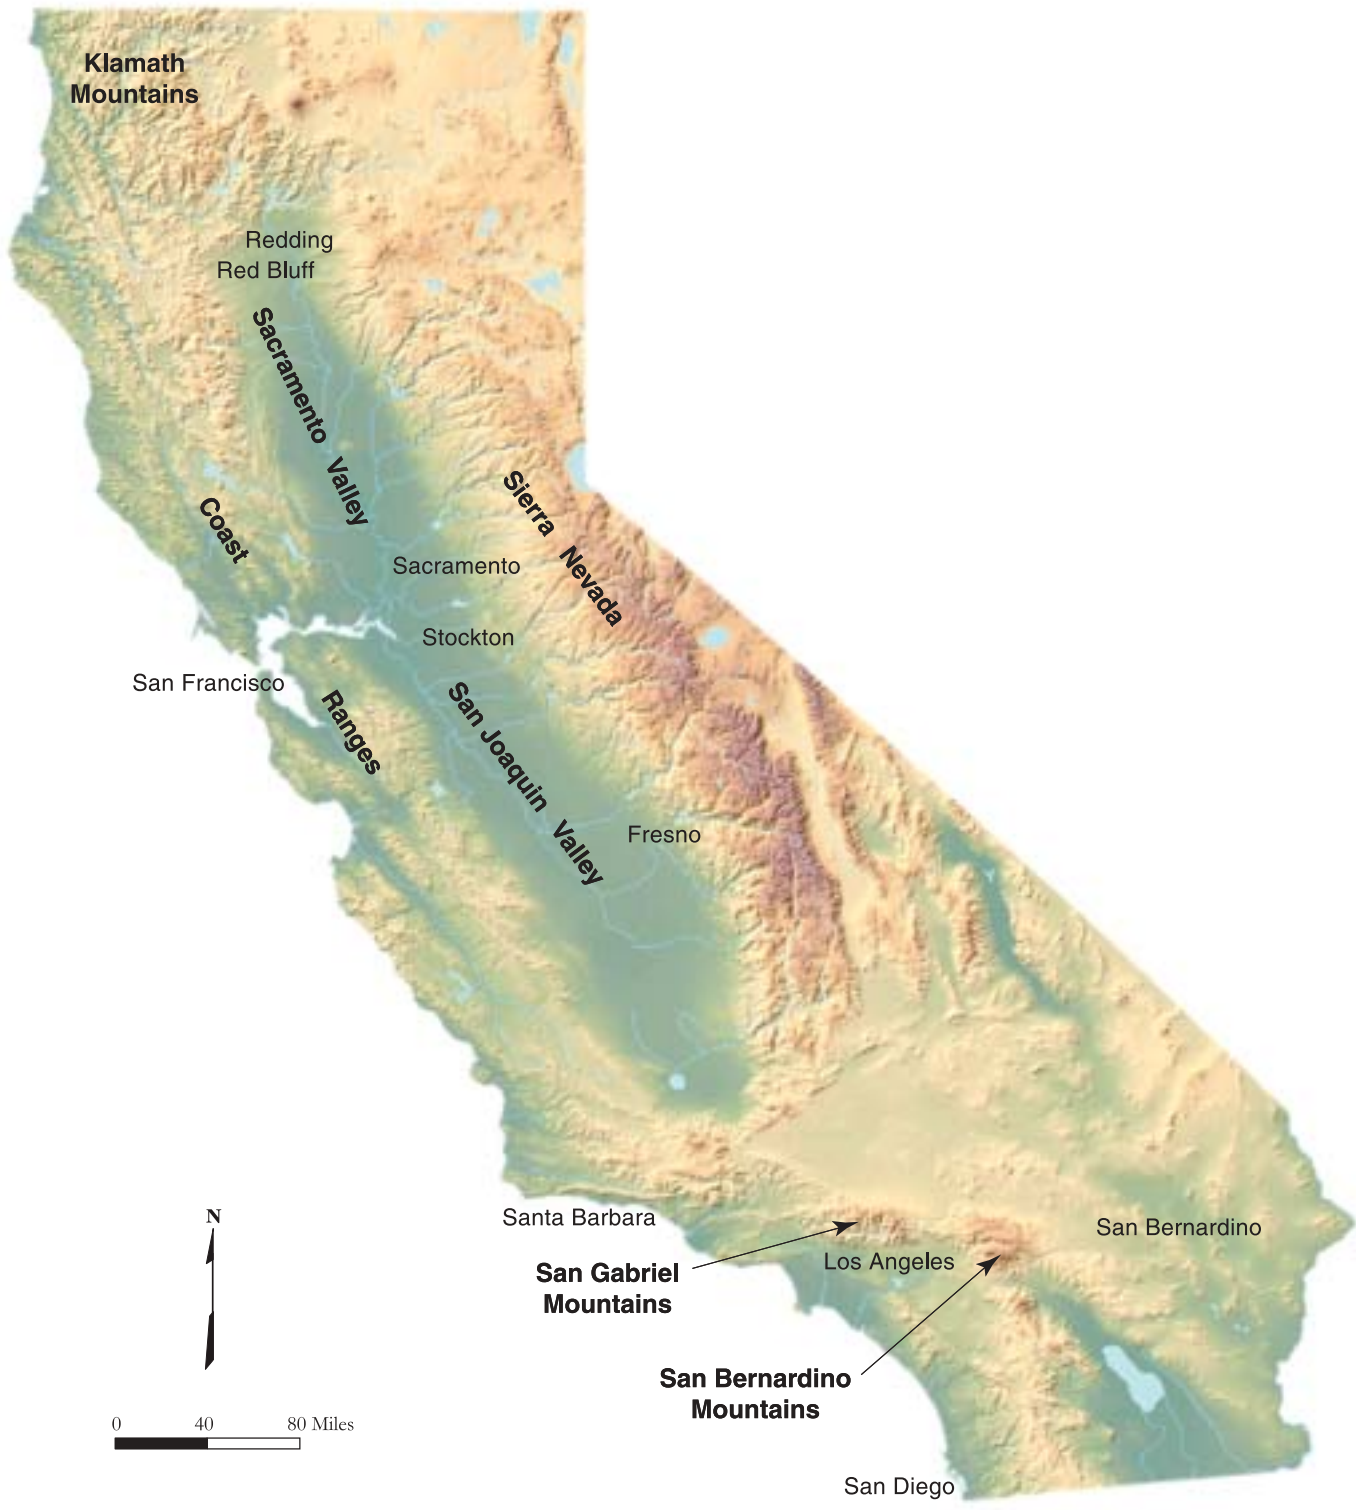 Klamath
Mountains
Redding
Red Bluff
Sacramento Valley
Sierra Nevada
Coast
Sacramento
Stockton
San Francisco
Ranges
San Joaquin Valley
Fresno
N
Santa Barbara
San Bernardino
Los Angeles
San Gabriel
Mountains
San Bernardino
Mountains
0 40 80 Miles
San Diego